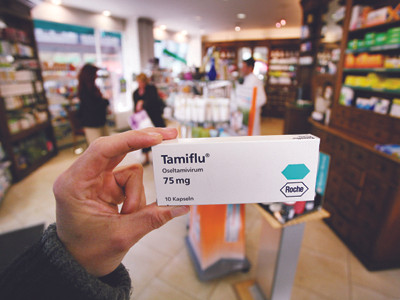 Tamiflu®
Oseltamivirum
75 mg
10 Kapseln
Roche